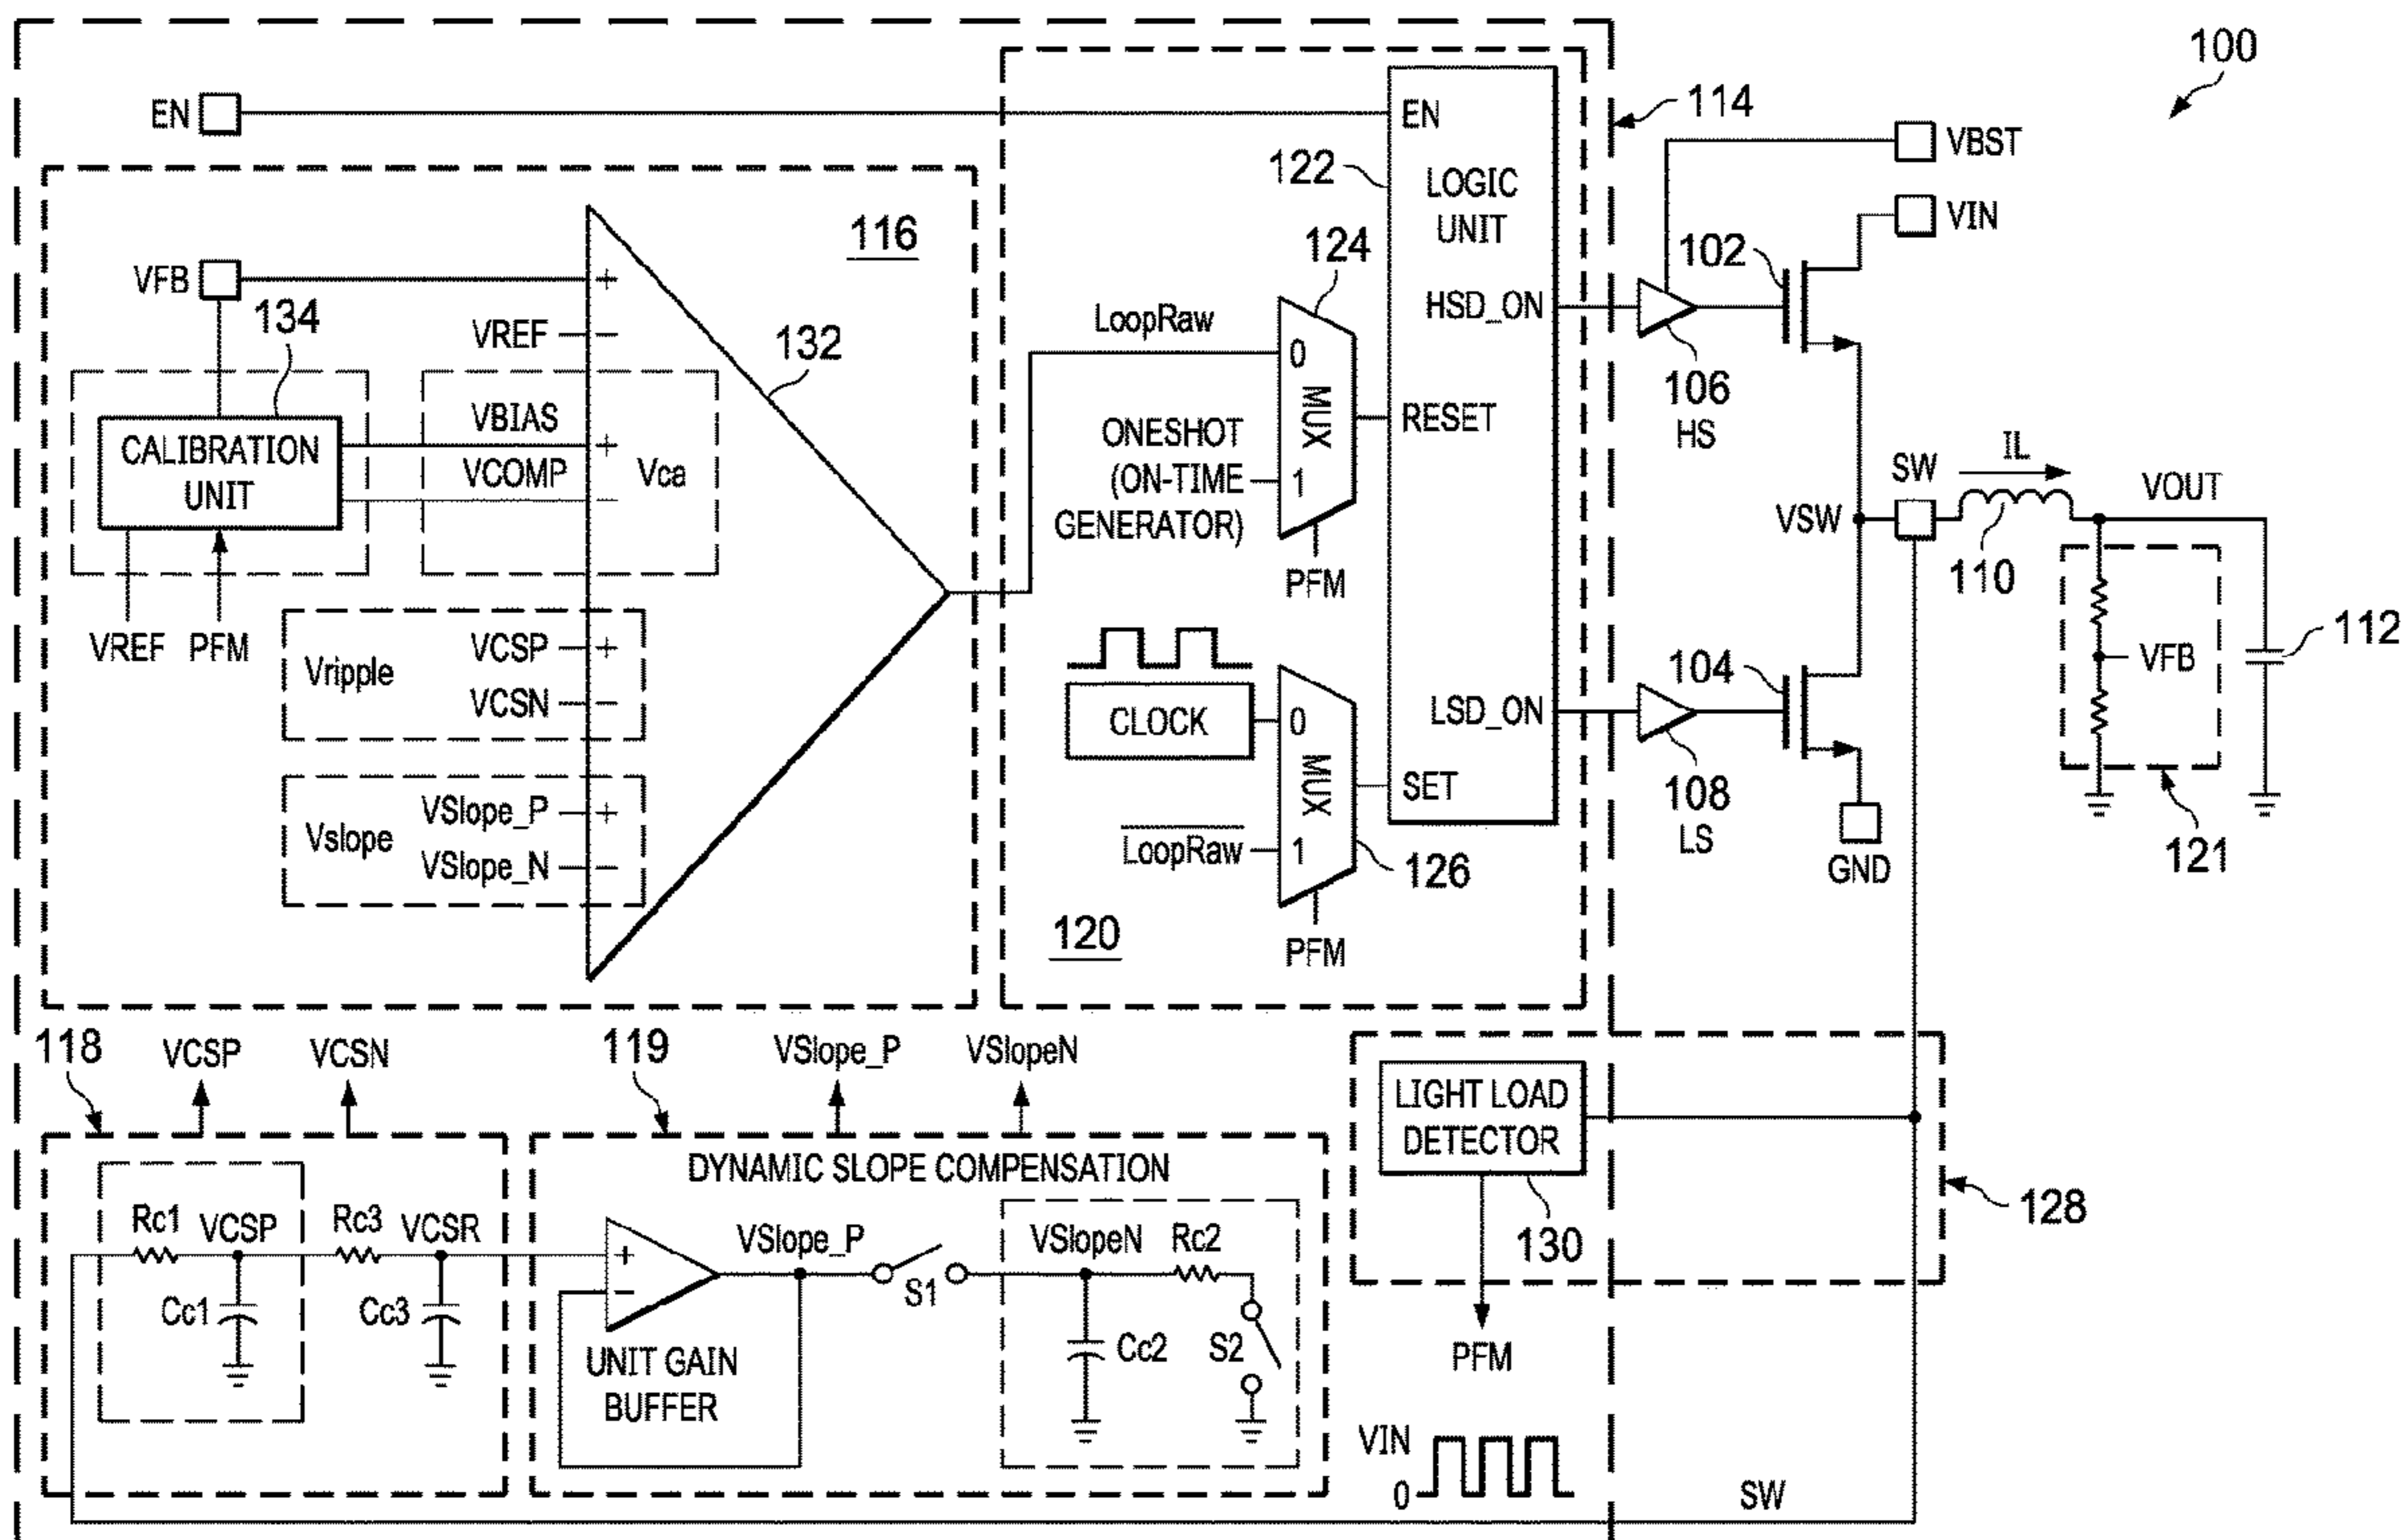 100
EN
EN
114
VBST
122
LOGIC
UNIT
VIN
116
124
102
VFB
134
+
HSD_ON
LoopRaw
VREF
−
132
0
106
HS
VBIAS
+
MUX
RESET
ONESHOT
(ON-TIME
GENERATOR)
CALIBRATION
UNIT
VCOMP
−
Vca
1
SW
IL
VOUT
VSW
110
PFM
VREF
PFM
Vripple
VCSP
+
VCSN
−
104
VFB
112
CLOCK
0
LSD_ON
MUX
SET
108
LS
Vslope
VSlope_P
+
VSlope_N
−
LoopRaw
1
126
GND
121
120
PFM
118
VCSP
VCSN
119
VSlope_P
VSlopeN
LIGHT LOAD
DETECTOR
DYNAMIC SLOPE COMPENSATION
128
Rc1
VCSP
Rc3
VCSR
+
−
VSlope_P
S1
VSlopeN
Rc2
130
Cc1
Cc3
UNIT GAIN
BUFFER
Cc2
S2
PFM
VIN
0
SW